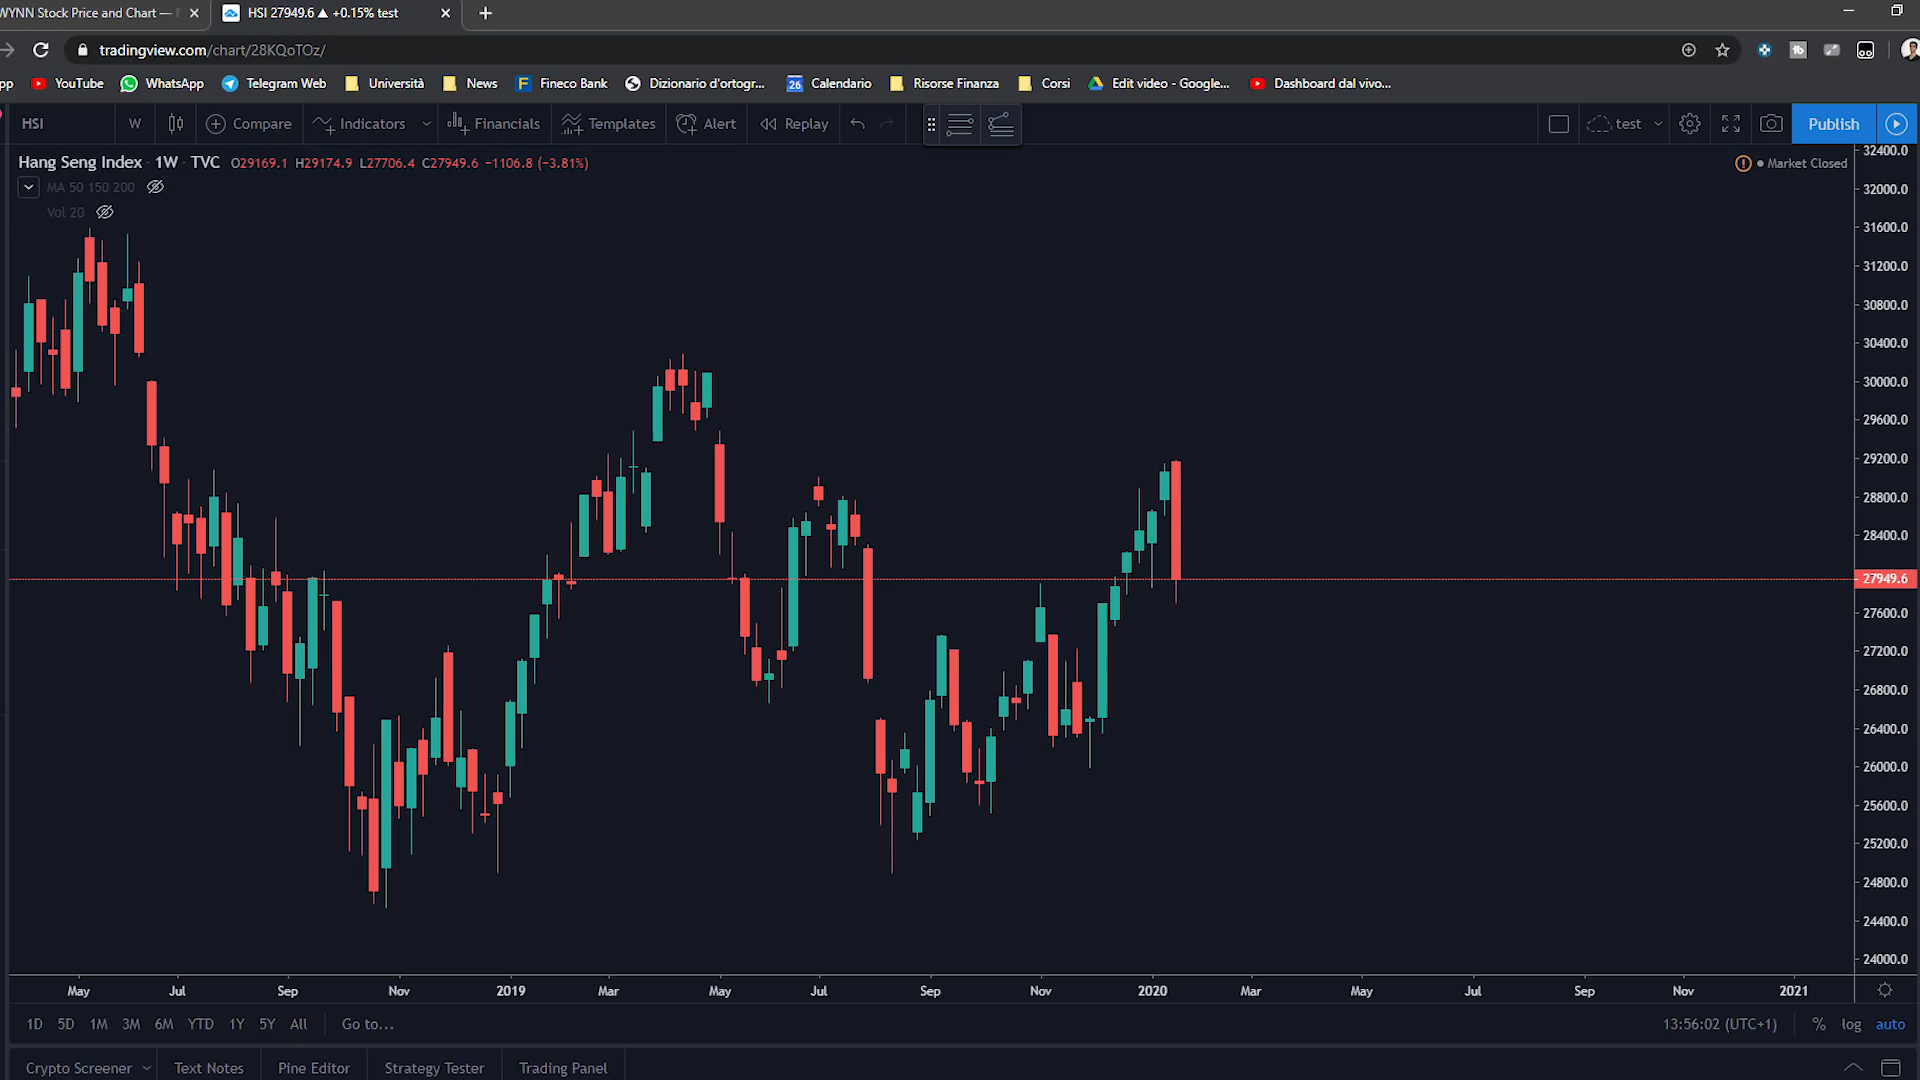 WYNN Stock Price and Chart —
HSI 27949.6 ▲ +0.15% test
tradingview.com/chart/28KQoTOz/
pp YouTube WhatsApp Telegram Web Università News Fineco Bank Dizionario d'ortogr... 26 Calendario Risorse Finanza Corsi Edit video - Google... Dashboard dal vivo...
HSI W Compare Indicators Financials Templates Alert Replay test Publish
Hang Seng Index · 1W · TVC O29169.1 H29174.9 L27706.4 C27949.6 −1106.8 (−3.81%)
Market Closed
MA 50 150 200
Vol 20
32400.0
32000.0
31600.0
31200.0
30800.0
30400.0
30000.0
29600.0
29200.0
28800.0
28400.0
27949.6
27600.0
27200.0
26800.0
26400.0
26000.0
25600.0
25200.0
24800.0
24400.0
24000.0
May Jul Sep Nov 2019 Mar May Jul Sep Nov 2020 Mar May Jul Sep Nov 2021
1D 5D 1M 3M 6M YTD 1Y 5Y All Go to... 13:56:02 (UTC+1) % log auto
Crypto Screener Text Notes Pine Editor Strategy Tester Trading Panel